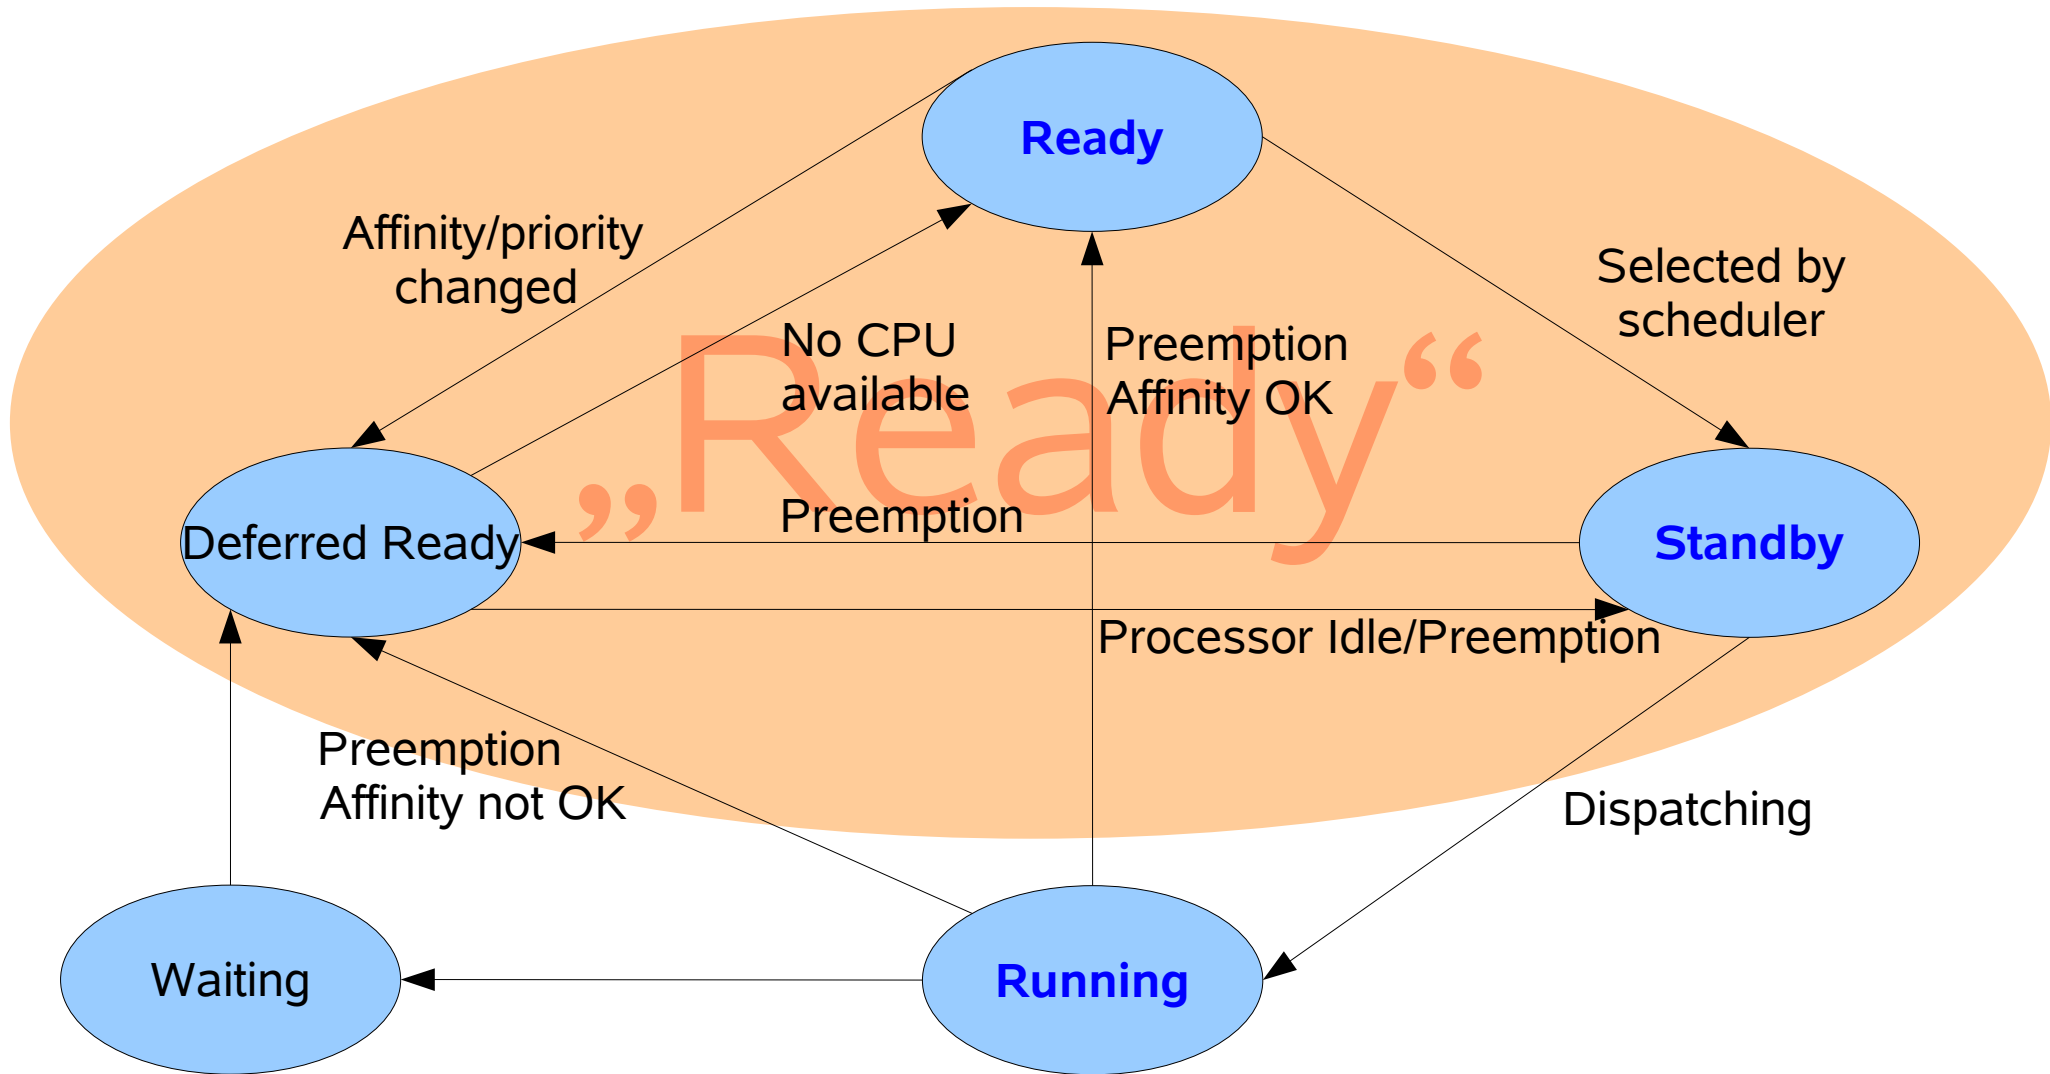 Ready
Affinity/priority
changed
Selected by
scheduler
No CPU
available
Preemption
Affinity OK
„Ready“
Preemption
Deferred Ready
Standby
Processor Idle/Preemption
Preemption
Affinity not OK
Dispatching
Waiting
Running